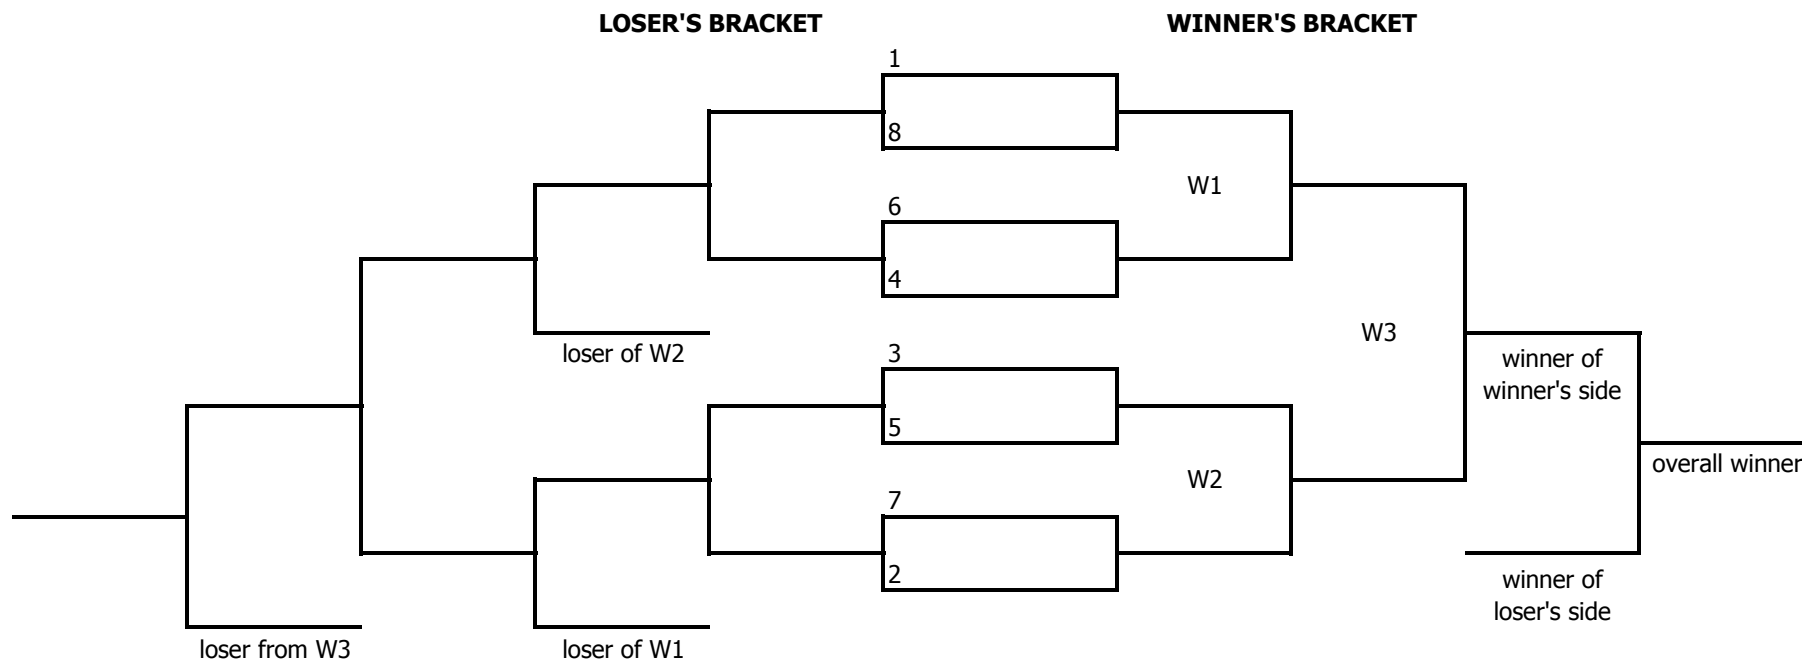 LOSER'S BRACKET
WINNER'S BRACKET
1
8
W1
6
4
W3
loser of W2
3
winner of
winner's side
5
overall winner
W2
7
2
winner of
loser's side
loser from W3
loser of W1